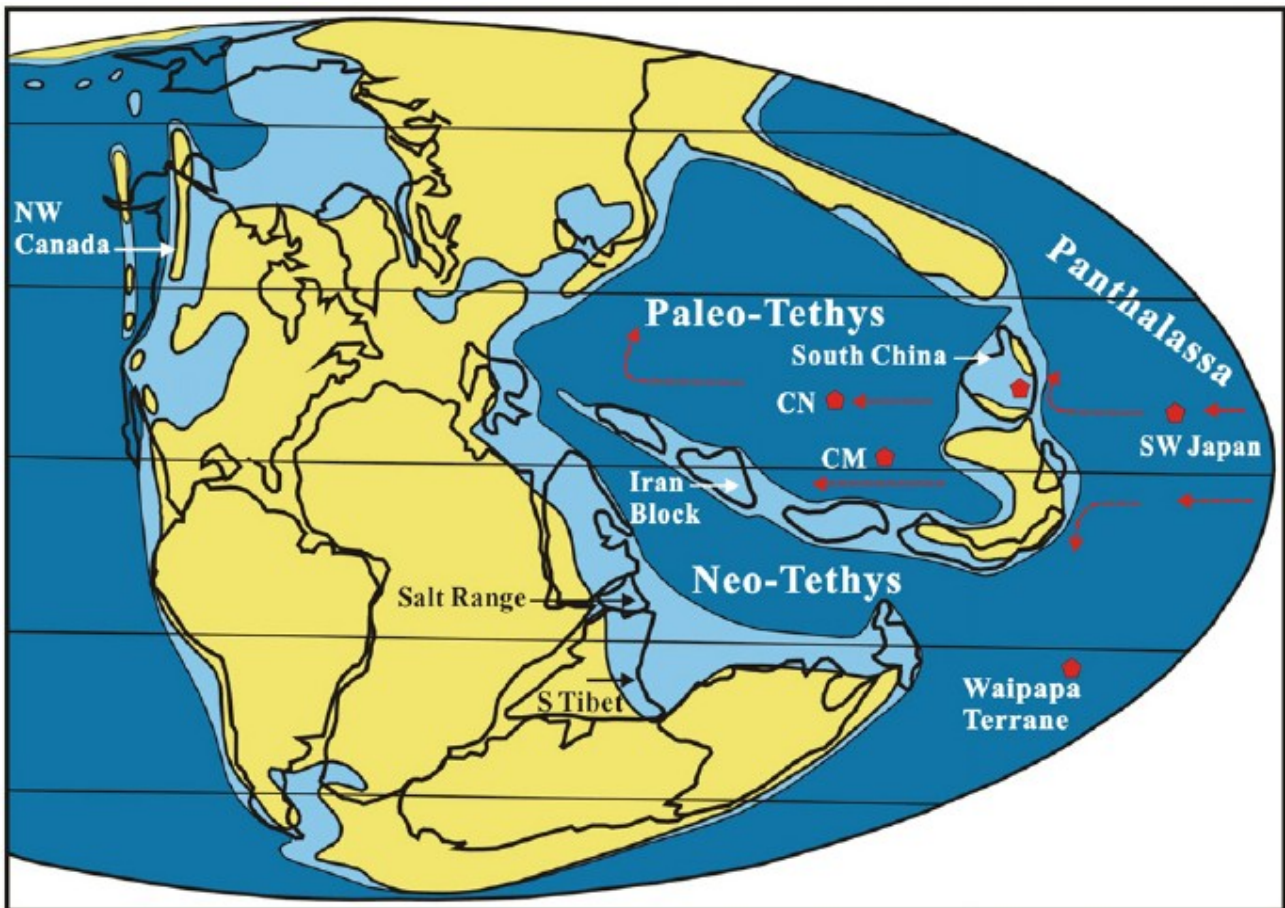 NW
Canada
Paleo-Tethys
Panthalassa
South China
CN
SW Japan
CM
Iran
Block
Neo-Tethys
Salt Range
S Tibet
Waipapa
Terrane